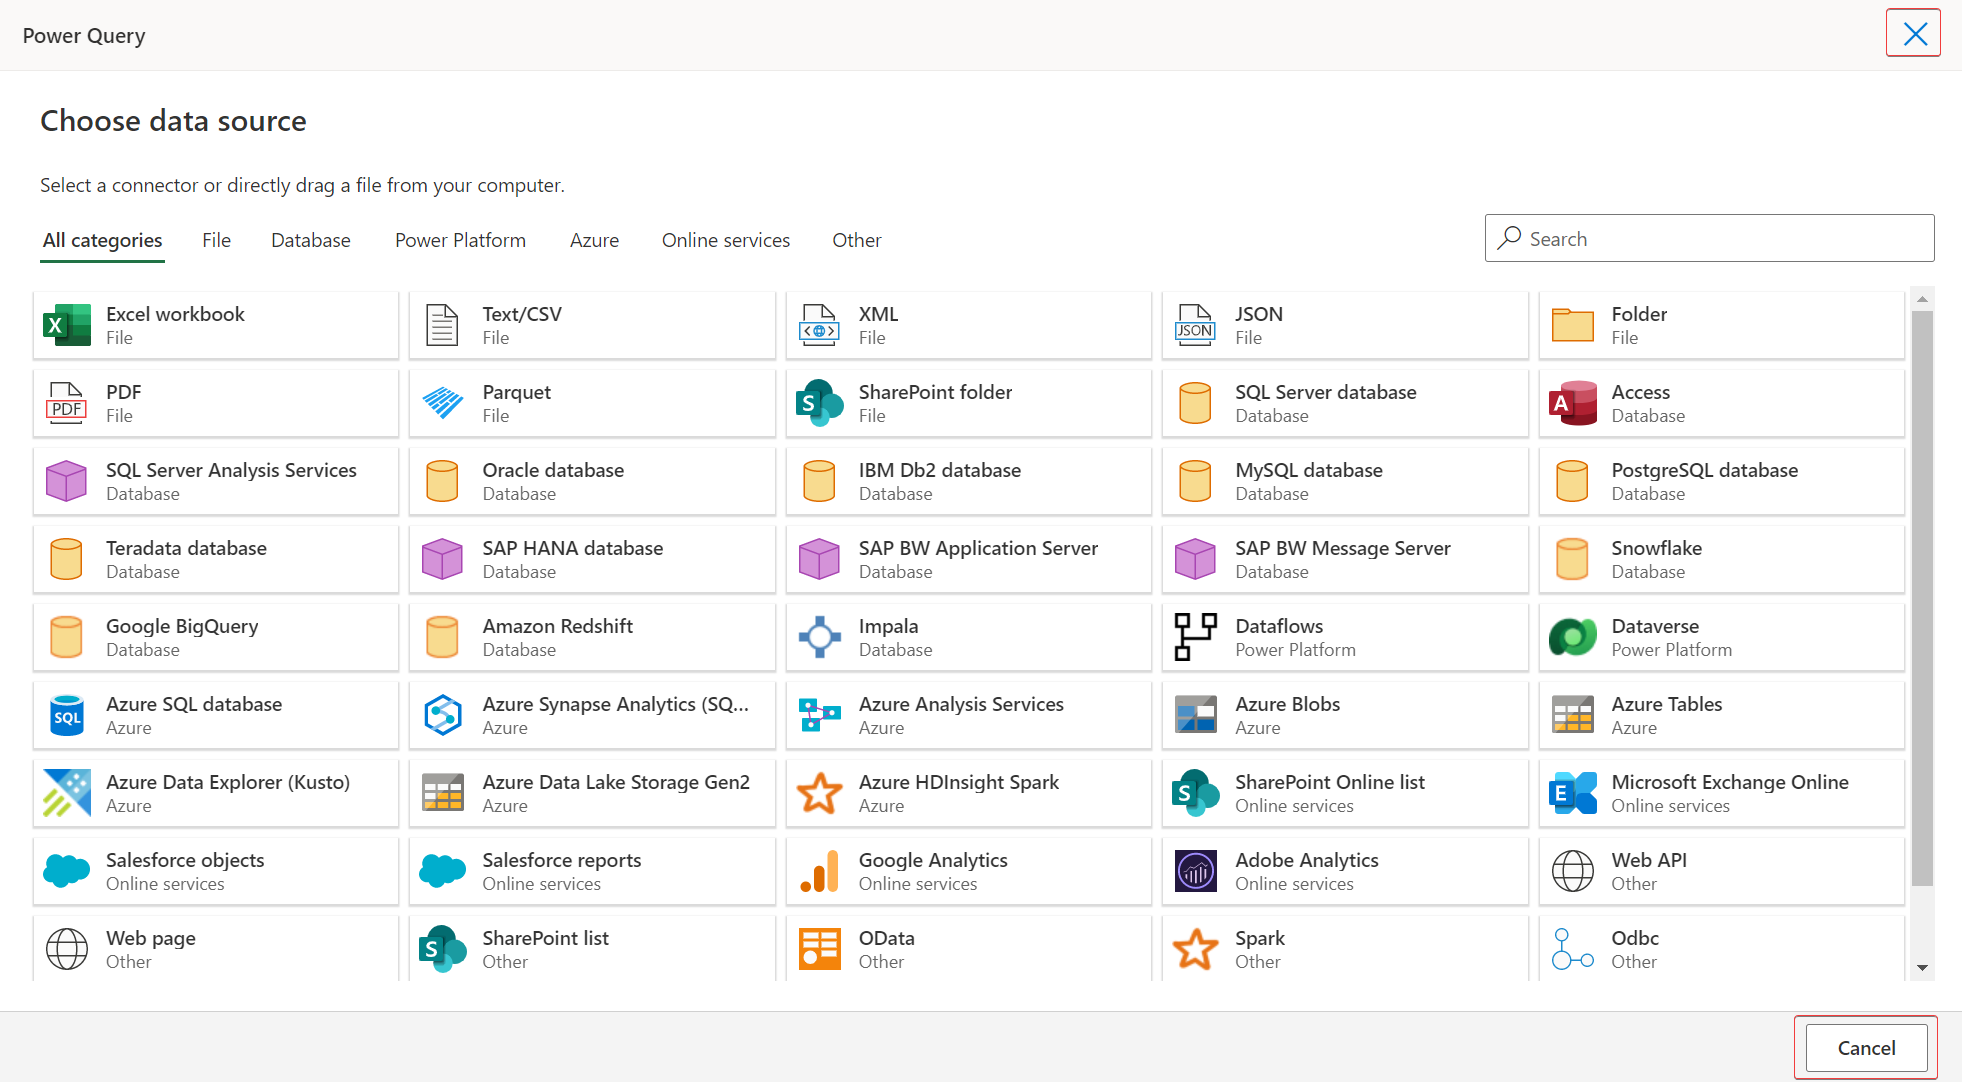 Power Query
Choose data source
Select a connector or directly drag a file from your computer.
All categories File Database Power Platform Azure Online services Other Search
Excel workbook Text/CSV XML JSON Folder
File File File File File
PDF Parquet SharePoint folder SQL Server database Access
File File File Database Database
SQL Server Analysis Services Oracle database IBM Db2 database MySQL database PostgreSQL database
Database Database Database Database Database
Teradata database SAP HANA database SAP BW Application Server SAP BW Message Server Snowflake
Database Database Database Database Database
Google BigQuery Amazon Redshift Impala Dataflows Dataverse
Database Database Database Power Platform Power Platform
Azure SQL database Azure Synapse Analytics (SQ... Azure Analysis Services Azure Blobs Azure Tables
Azure Azure Azure Azure Azure
Azure Data Explorer (Kusto) Azure Data Lake Storage Gen2 Azure HDInsight Spark SharePoint Online list Microsoft Exchange Online
Azure Azure Azure Online services Online services
Salesforce objects Salesforce reports Google Analytics Adobe Analytics Web API
Online services Online services Online services Online services Other
Web page SharePoint list OData Spark Odbc
Other Other Other Other Other
Cancel